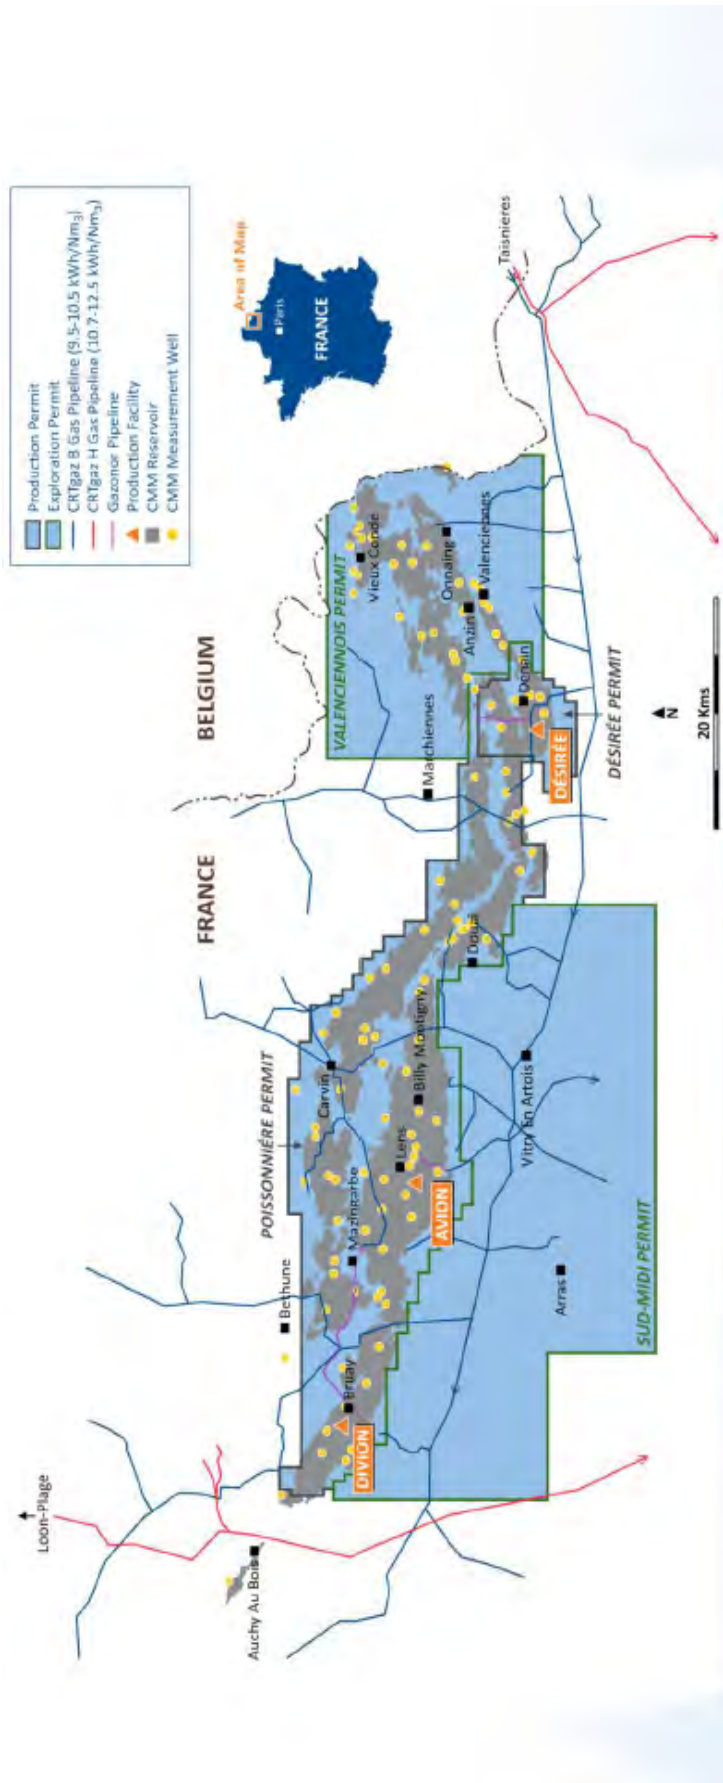 Production Permit
Exploration Permit
CRTgaz B Gas Pipeline (9.5-10.5 kWh/Nm3)
CRTgaz H Gas Pipeline (10.7-12.5 kWh/Nm3)
Gazonor Pipeline
Production Facility
CMM Reservoir
CMM Measurement Well
Area of Map
Paris
FRANCE
Loon-Plage
Auchy Au Bois
Bethune
POISSONNIÉRE PERMIT
FRANCE
BELGIUM
Bruay
DIVION
Mazingarbe
Carvin
Lens
AVION
Billy Montigny
Douai
Marchiennes
VALENCIENNOIS PERMIT
Vieux Condé
Onnaing
Anzin
Valenciennes
Denain
DÉSIRÉE
DÉSIRÉE PERMIT
Taisnieres
Vitry En Artois
Arras
SUD-MIDI PERMIT
N
20 Kms